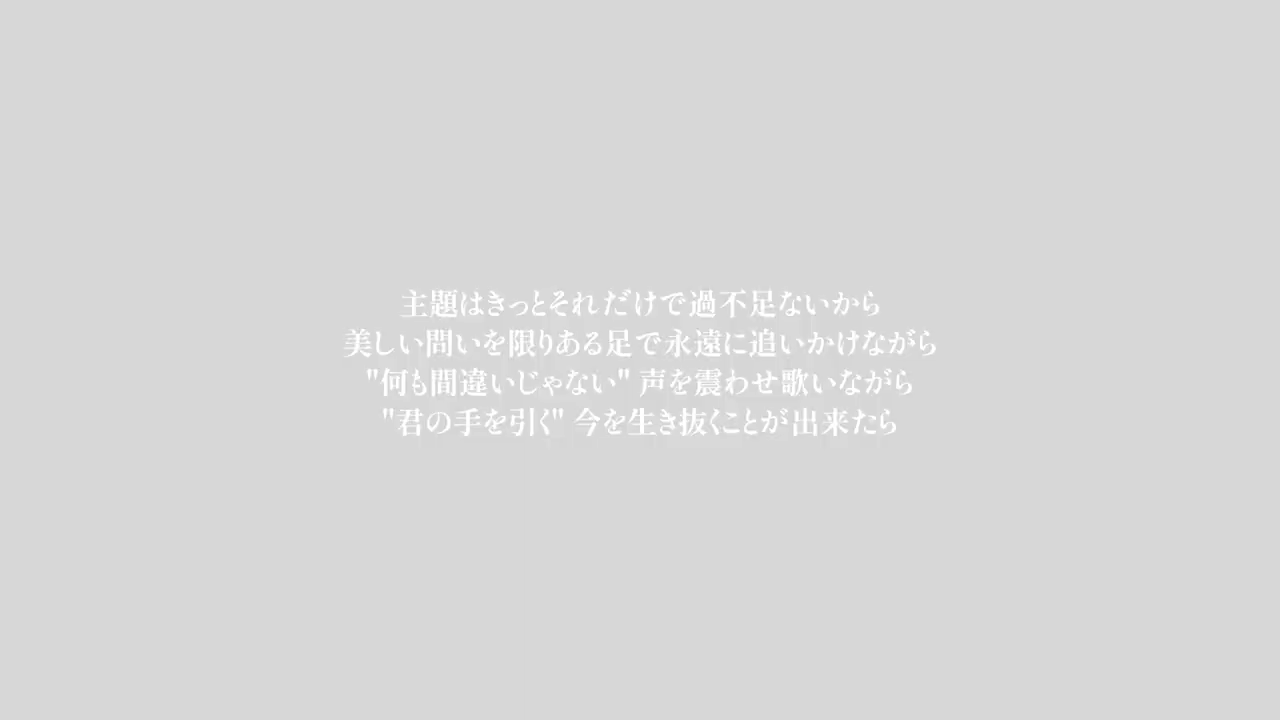 主題はきっとそれだけで過不足ないから
美しい問いを限りある足で永遠に追いかけながら
"何も間違いじゃない" 声を震わせ歌いながら
"君の手を引く" 今を生き抜くことが出来たら